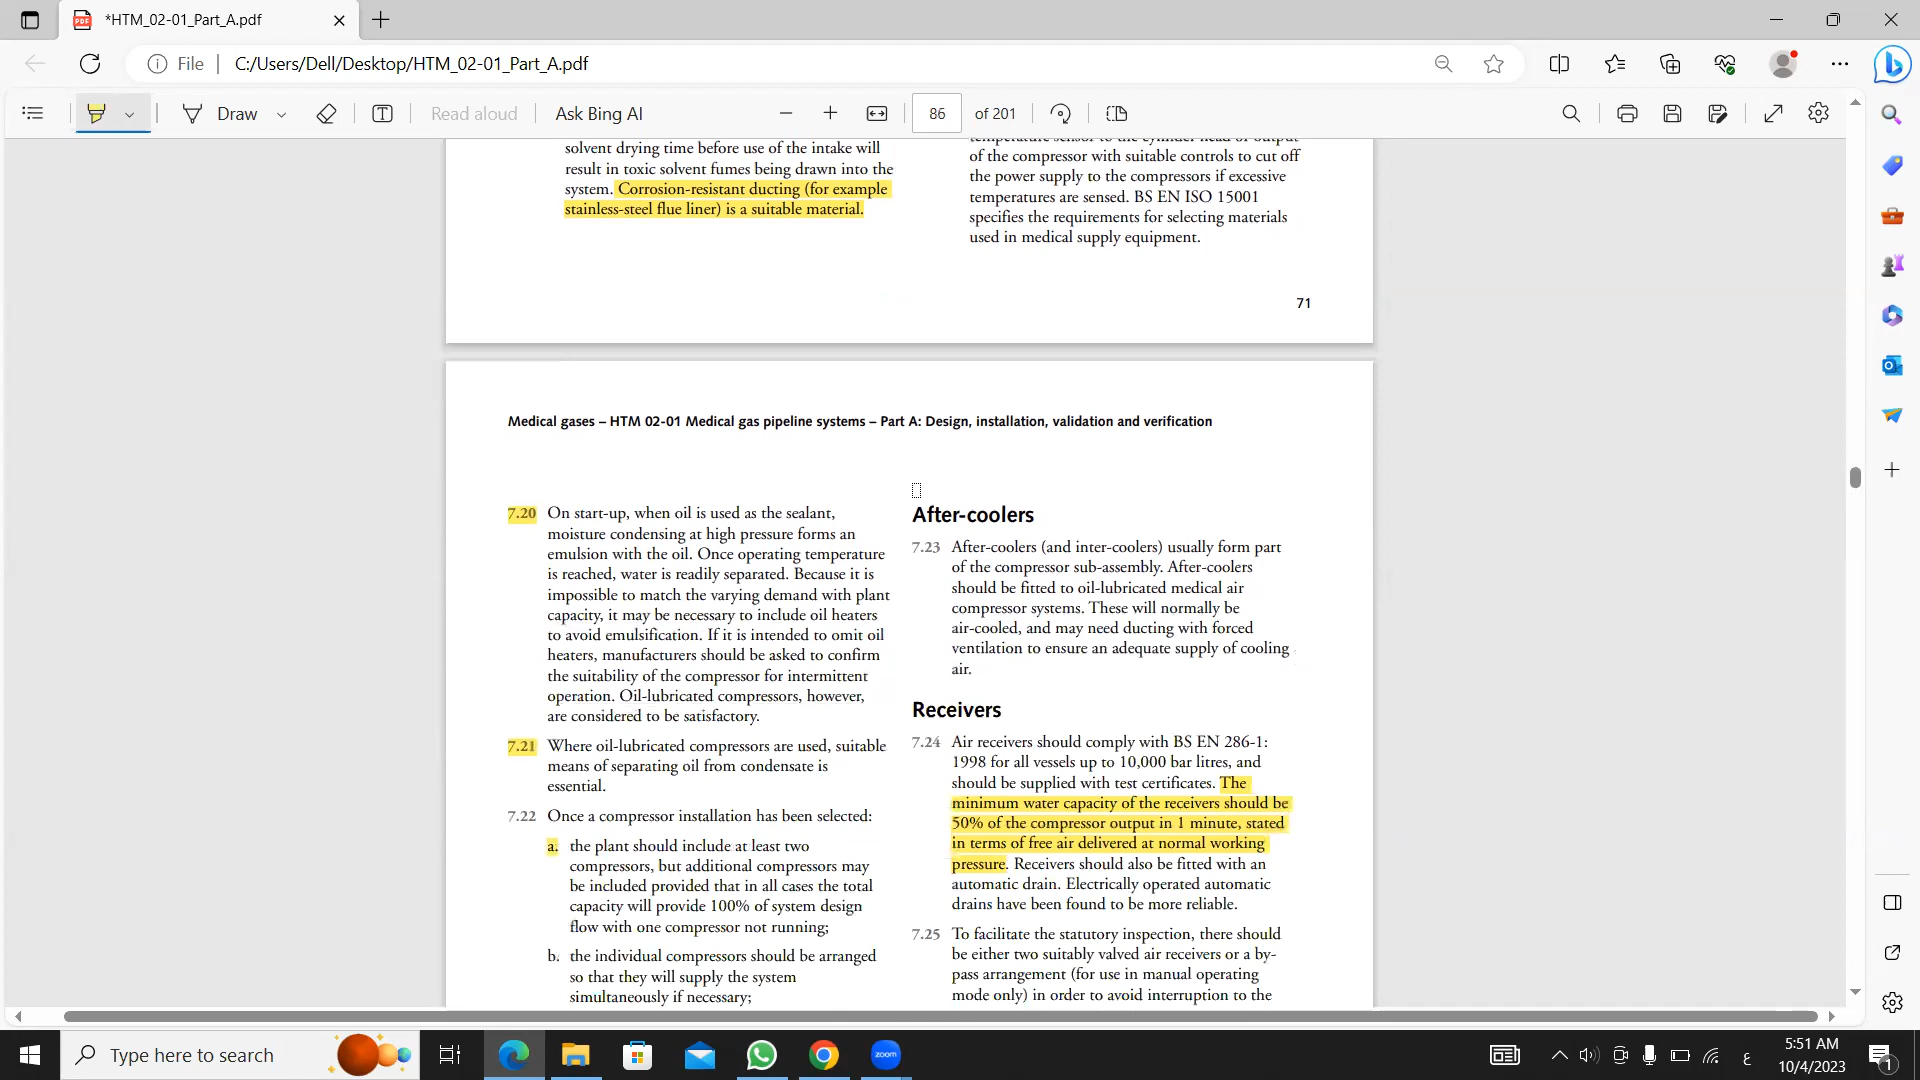 *HTM_02-01_Part_A.pdf
File
C:/Users/Dell/Desktop/HTM_02-01_Part_A.pdf
Draw
Read aloud
Ask Bing AI
86
of 201
solvent drying time before use of the intake will
result in toxic solvent fumes being drawn into the
system. Corrosion-resistant ducting (for example
stainless-steel flue liner) is a suitable material.
temperature sensor to the cylinder head or output
of the compressor with suitable controls to cut off
the power supply to the compressors if excessive
temperatures are sensed. BS EN ISO 15001
specifies the requirements for selecting materials
used in medical supply equipment.
71
Medical gases – HTM 02-01 Medical gas pipeline systems – Part A: Design, installation, validation and verification
7.20 On start-up, when oil is used as the sealant,
moisture condensing at high pressure forms an
emulsion with the oil. Once operating temperature
is reached, water is readily separated. Because it is
impossible to match the varying demand with plant
capacity, it may be necessary to include oil heaters
to avoid emulsification. If it is intended to omit oil
heaters, manufacturers should be asked to confirm
the suitability of the compressor for intermittent
operation. Oil-lubricated compressors, however,
are considered to be satisfactory.
7.21 Where oil-lubricated compressors are used, suitable
means of separating oil from condensate is
essential.
7.22 Once a compressor installation has been selected:
a. the plant should include at least two
compressors, but additional compressors may
be included provided that in all cases the total
capacity will provide 100% of system design
flow with one compressor not running;
b. the individual compressors should be arranged
so that they will supply the system
simultaneously if necessary;
After-coolers
7.23 After-coolers (and inter-coolers) usually form part
of the compressor sub-assembly. After-coolers
should be fitted to oil-lubricated medical air
compressor systems. These will normally be
air-cooled, and may need ducting with forced
ventilation to ensure an adequate supply of cooling
air.
Receivers
7.24 Air receivers should comply with BS EN 286-1:
1998 for all vessels up to 10,000 bar litres, and
should be supplied with test certificates. The
minimum water capacity of the receivers should be
50% of the compressor output in 1 minute, stated
in terms of free air delivered at normal working
pressure. Receivers should also be fitted with an
automatic drain. Electrically operated automatic
drains have been found to be more reliable.
7.25 To facilitate the statutory inspection, there should
be either two suitably valved air receivers or a by-
pass arrangement (for use in manual operating
mode only) in order to avoid interruption to the
Type here to search
zoom
ع
5:51 AM
10/4/2023
1